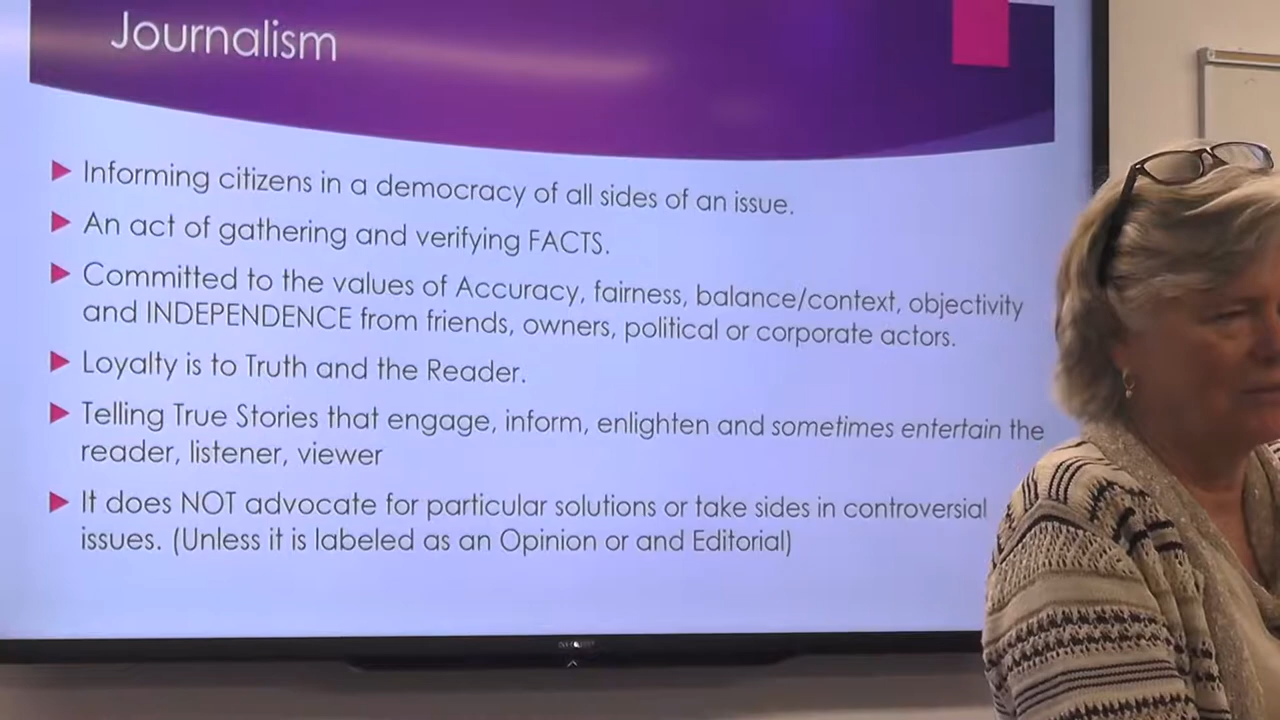 Journalism
Informing citizens in a democracy of all sides of an issue.
An act of gathering and verifying FACTS.
Committed to the values of Accuracy, fairness, balance/context, objectivity
and INDEPENDENCE from friends, owners, political or corporate actors.
Loyalty is to Truth and the Reader.
Telling True Stories that engage, inform, enlighten and sometimes entertain the
reader, listener, viewer
It does NOT advocate for particular solutions or take sides in controversial
issues. (Unless it is labeled as an Opinion or and Editorial)